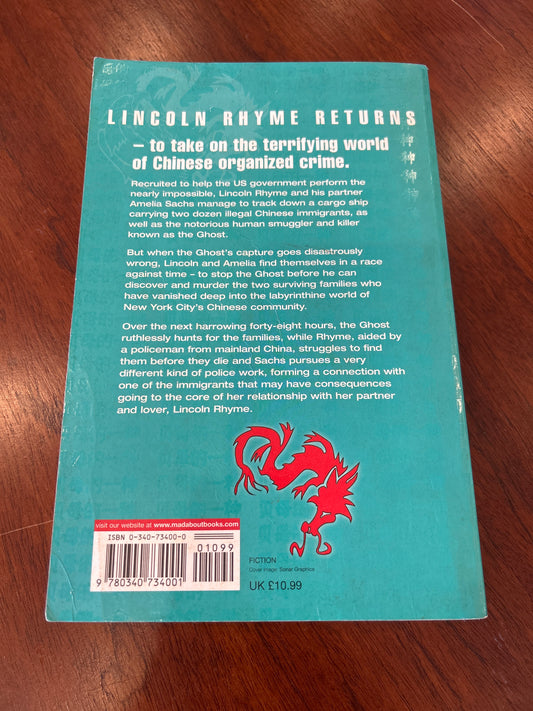 LINCOLN RHYME RETURNS
– to take on the terrifying world
of Chinese organized crime.
Recruited to help the US government perform the
nearly impossible, Lincoln Rhyme and his partner
Amelia Sachs manage to track down a cargo ship
carrying two dozen illegal Chinese immigrants, as
well as the notorious human smuggler and killer
known as the Ghost.
But when the Ghost's capture goes disastrously
wrong, Lincoln and Amelia find themselves in a race
against time – to stop the Ghost before he can
discover and murder the two surviving families who
have vanished deep into the labyrinthine world of
New York City's Chinese community.
Over the next harrowing forty-eight hours, the Ghost
ruthlessly hunts for the families, while Rhyme, aided
by a policeman from mainland China, struggles to find
them before they die and Sachs pursues a very
different kind of police work, forming a connection with
one of the immigrants that may have consequences
going to the core of her relationship with her partner
and lover, Lincoln Rhyme.
visit our website at www.madaboutbooks.com
ISBN 0-340-73400-0
01099
9 780340 734001
FICTION
Cover image: Sonar Graphics
UK £10.99